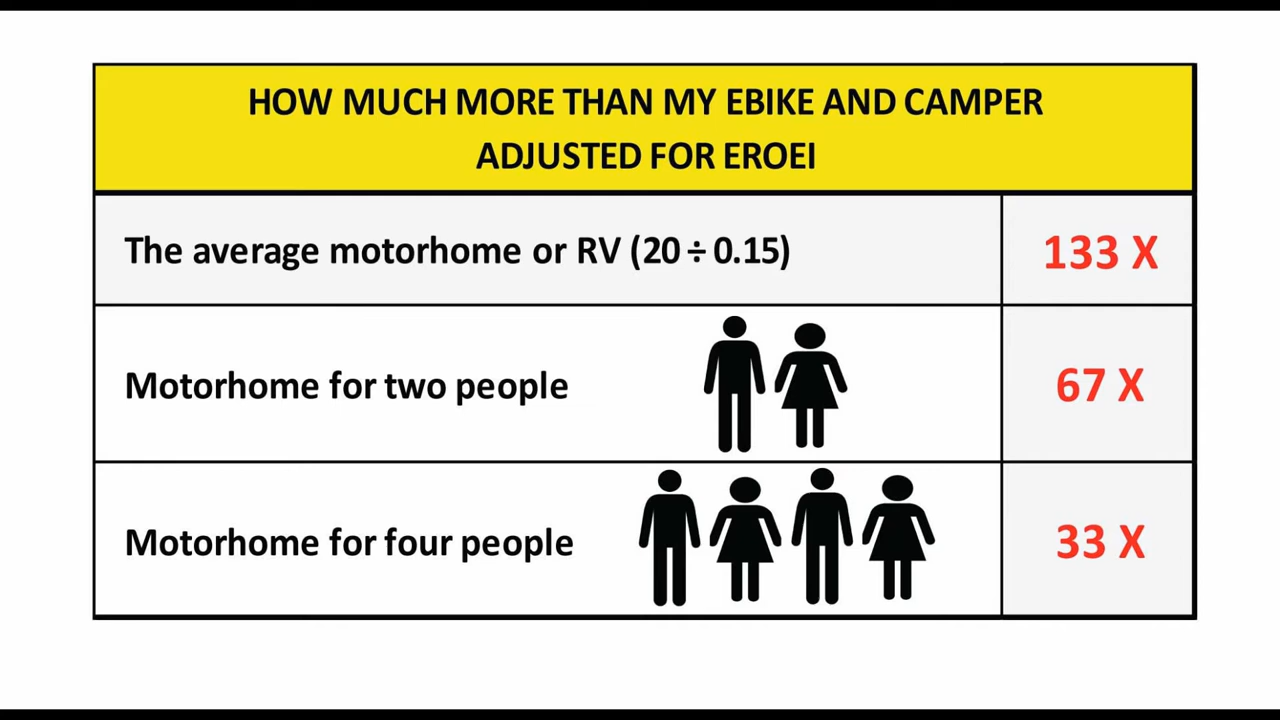 HOW MUCH MORE THAN MY EBIKE AND CAMPER
ADJUSTED FOR EROEI
The average motorhome or RV (20 ÷ 0.15)
133 X
Motorhome for two people
67 X
Motorhome for four people
33 X